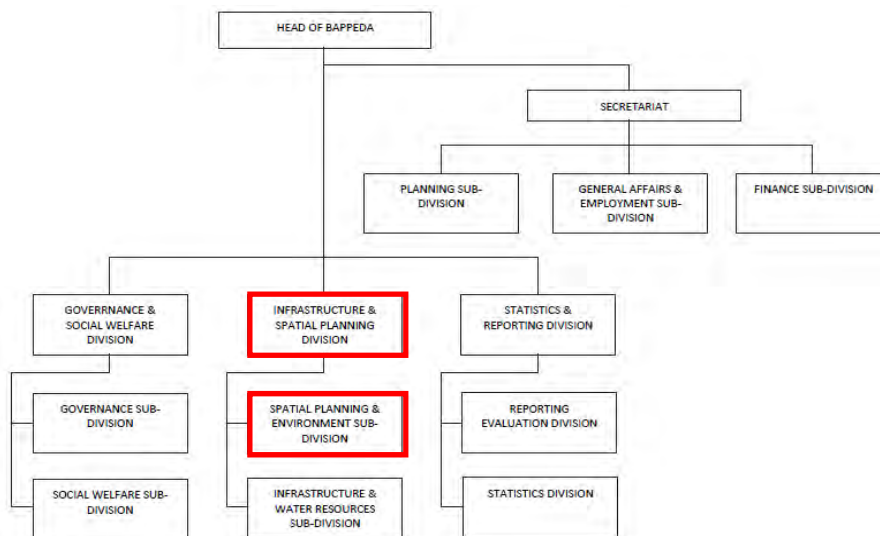 HEAD OF BAPPEDA
SECRETARIAT
PLANNING SUB-
DIVISION
GENERAL AFFAIRS &
EMPLOYMENT SUB-
DIVISION
FINANCE SUB-DIVISION
GOVERRNANCE &
SOCIAL WELFARE
DIVISION
INFRASTRUCTURE &
SPATIAL PLANNING
DIVISION
STATISTICS &
REPORTING DIVISION
GOVERNANCE SUB-
DIVISION
SPATIAL PLANNING &
ENVIRONMENT SUB-
DIVISION
REPORTING
EVALUATION DIVISION
SOCIAL WELFARE SUB-
DIVISION
INFRASTRUCTURE &
WATER RESOURCES
SUB-DIVISION
STATISTICS DIVISION